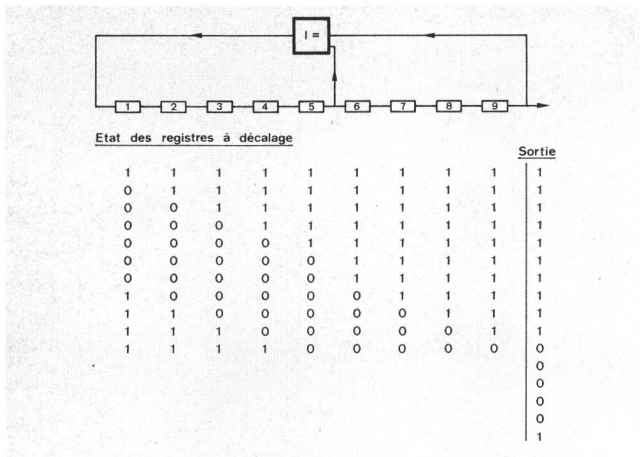 I =
1 2 3 4 5 6 7 8 9
Etat des registres à décalage
Sortie
1 1 1 1 1 1 1 1 1 1
0 1 1 1 1 1 1 1 1 1
0 0 1 1 1 1 1 1 1 1
0 0 0 1 1 1 1 1 1 1
0 0 0 0 1 1 1 1 1 1
0 0 0 0 0 1 1 1 1 1
0 0 0 0 0 1 1 1 1 1
1 0 0 0 0 0 1 1 1 1
1 1 0 0 0 0 0 1 1 1
1 1 1 0 0 0 0 0 1 1
1 1 1 1 0 0 0 0 0 0
0
0
0
0
1